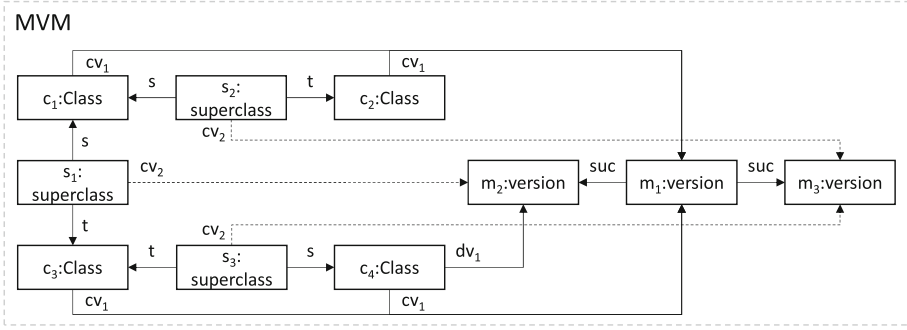 MVM
cv₁ cv₁
c₁:Class s s₂: t c₂:Class
superclass
cv₂
s
s₁: cv₂ m₂:version suc m₁:version suc m₃:version
superclass
t cv₂
c₃:Class t s₃: s c₄:Class dv₁
superclass
cv₁ cv₁